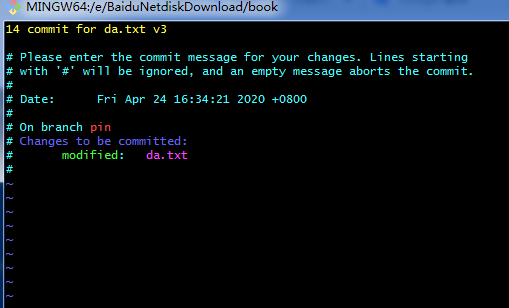 MINGW64:/e/BaiduNetdiskDownload/book
14 commit for da.txt v3
# Please enter the commit message for your changes. Lines starting
# with '#' will be ignored, and an empty message aborts the commit.
#
# Date:      Fri Apr 24 16:34:21 2020 +0800
#
# On branch pin
# Changes to be committed:
#       modified:   da.txt
#
~
~
~
~
~
~
~
~
~